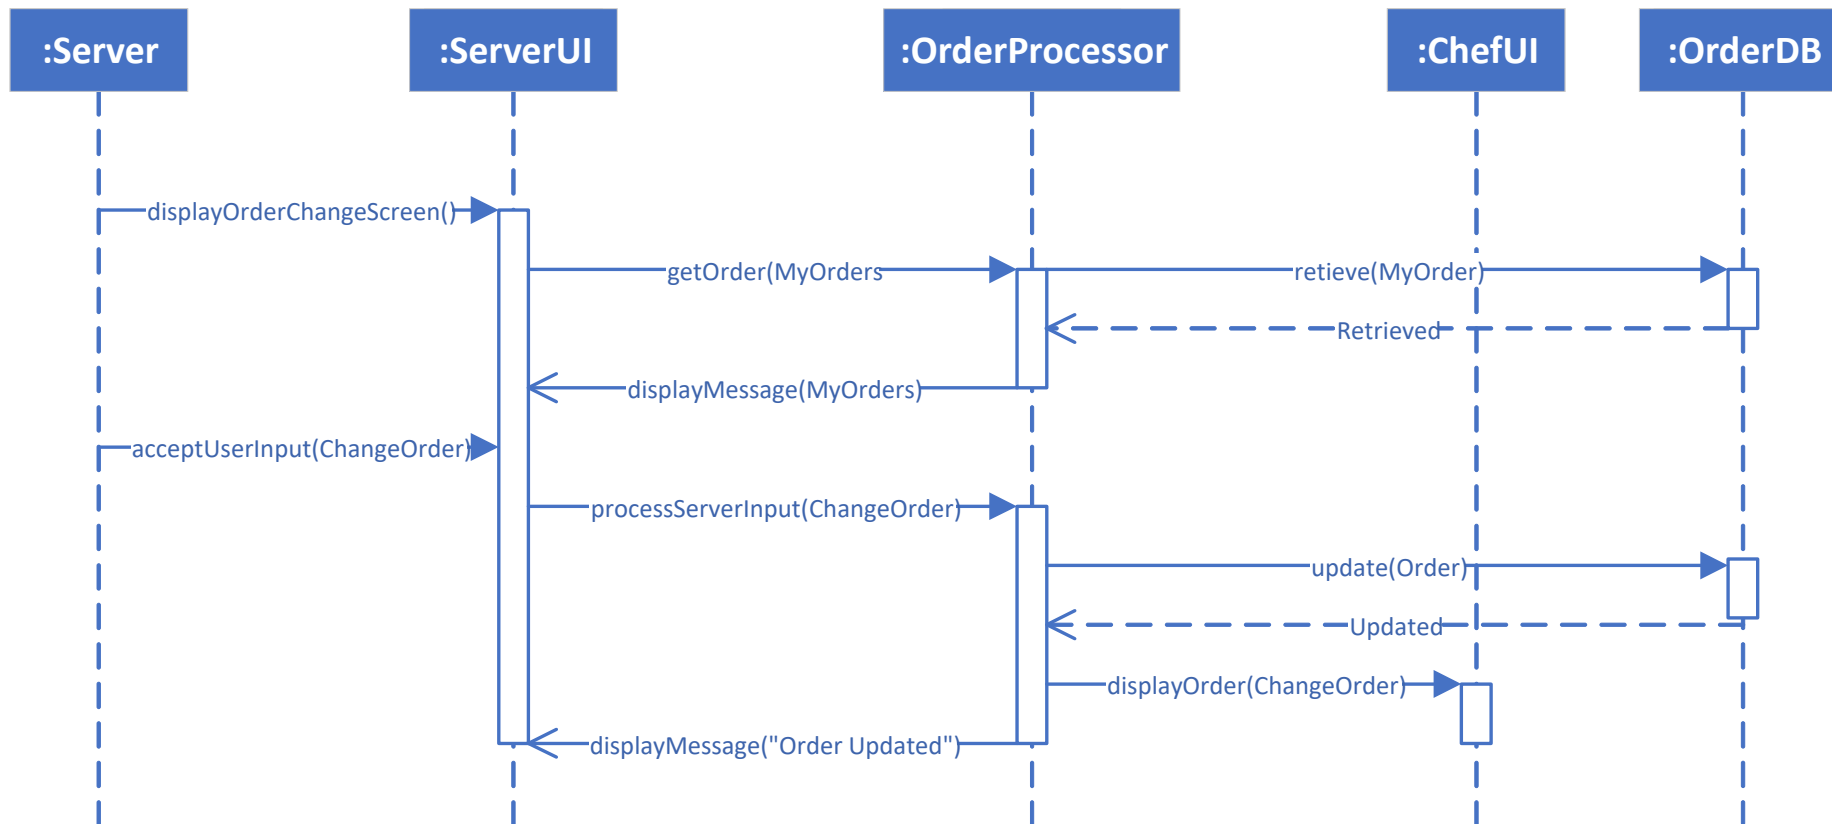 :Server
:ServerUI
:OrderProcessor
:ChefUI
:OrderDB
displayOrderChangeScreen()
getOrder(MyOrders
retieve(MyOrder)
Retrieved
displayMessage(MyOrders)
acceptUserInput(ChangeOrder)
processServerInput(ChangeOrder)
update(Order)
Updated
displayOrder(ChangeOrder)
displayMessage("Order Updated")